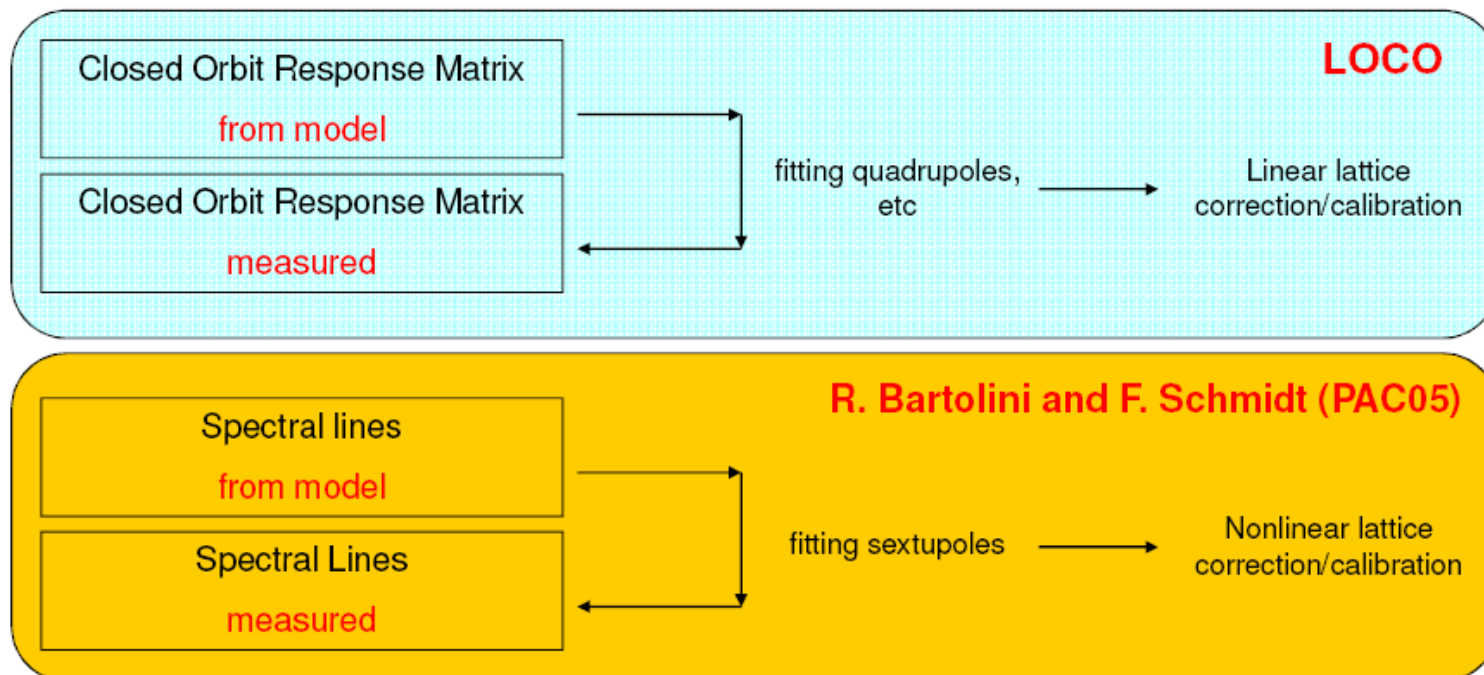 LOCO
Closed Orbit Response Matrix
from model
Closed Orbit Response Matrix
measured
fitting quadrupoles,
etc
Linear lattice
correction/calibration
R. Bartolini and F. Schmidt (PAC05)
Spectral lines
from model
Spectral Lines
measured
fitting sextupoles
Nonlinear lattice
correction/calibration